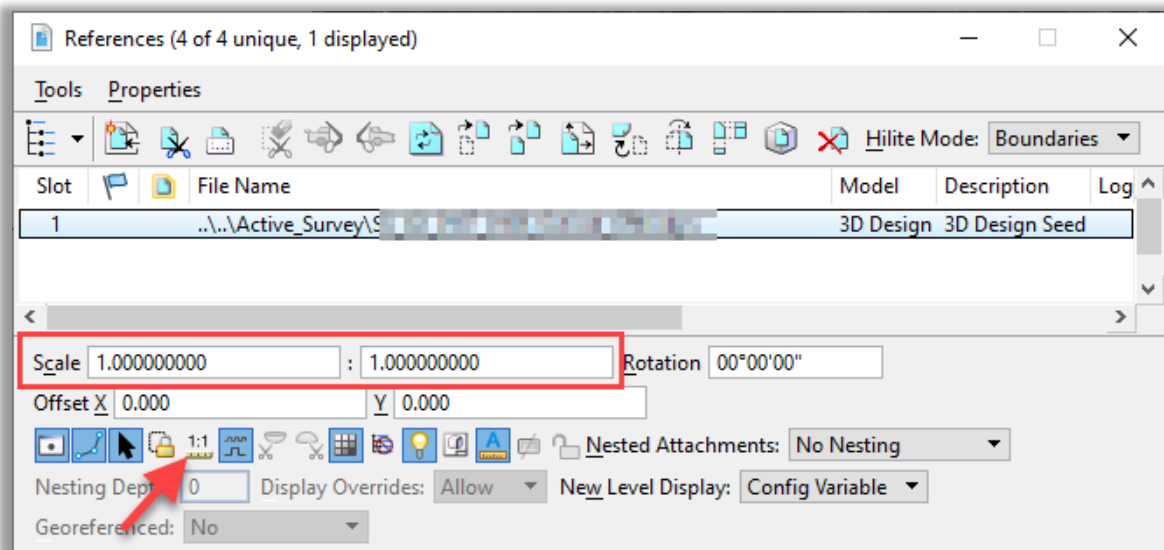 References (4 of 4 unique, 1 displayed)
Tools Properties
Hilite Mode: Boundaries
Slot File Name Model Description Log
1 ..\..\Active_Survey\S 3D Design 3D Design Seed
Scale 1.000000000 : 1.000000000 Rotation 00°00'00"
Offset X 0.000 Y 0.000
1:1 A Nested Attachments: No Nesting
Nesting Dept 0 Display Overrides: Allow New Level Display: Config Variable
Georeferenced: No